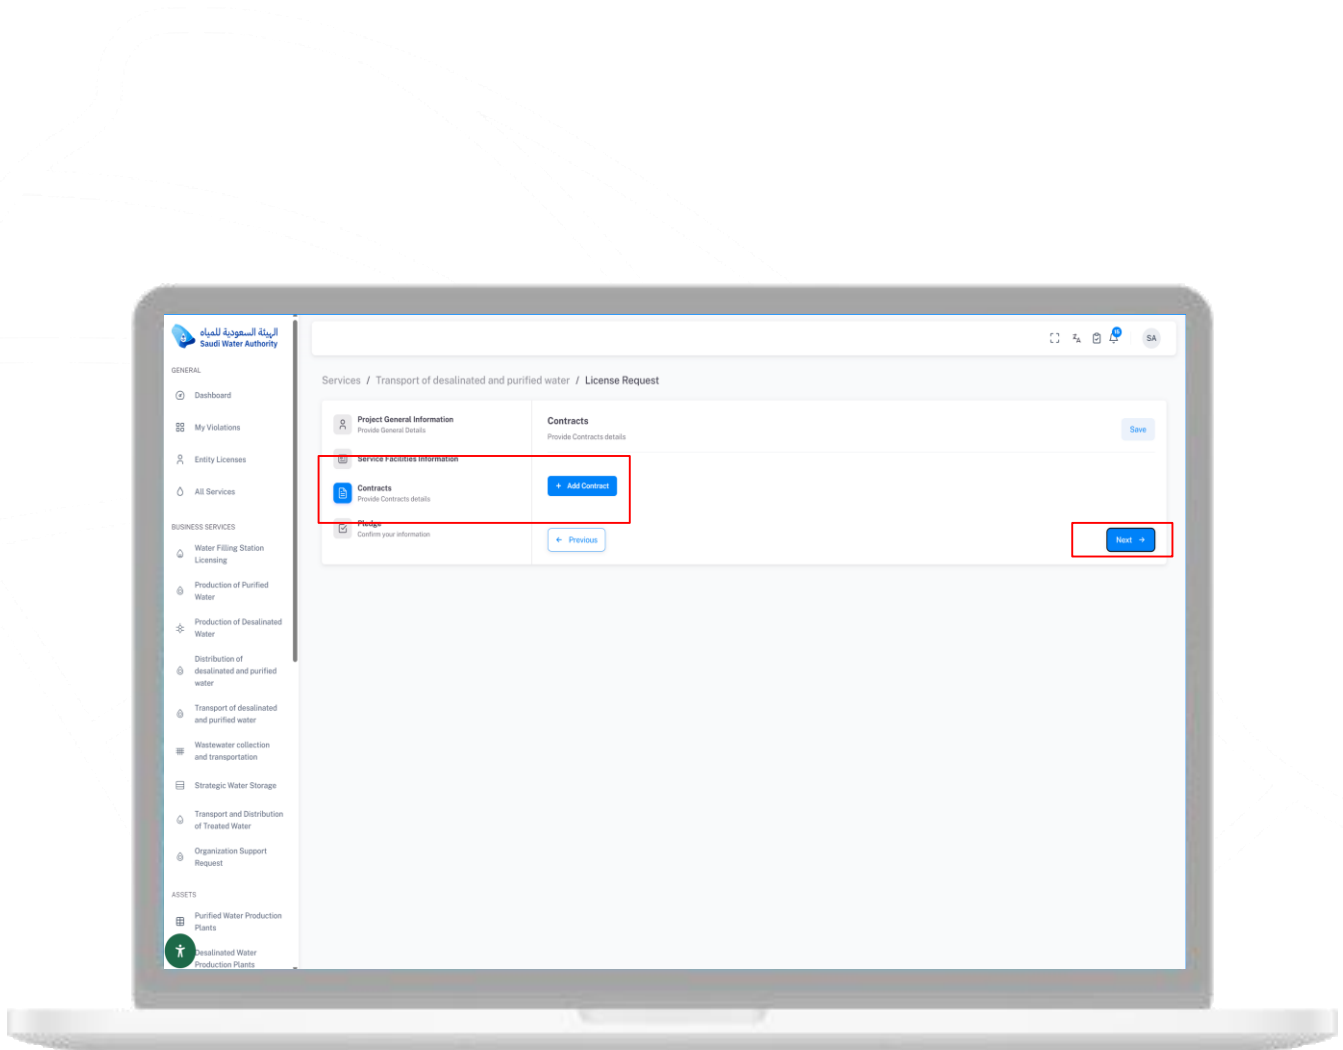 الهيئة السعودية للمياه
Saudi Water Authority
GENERAL
Dashboard
My Violations
Entity Licenses
All Services
BUSINESS SERVICES
Water Filling Station
Licensing
Production of Purified
Water
Production of Desalinated
Water
Distribution of
desalinated and purified
water
Transport of desalinated
and purified water
Wastewater collection
and transportation
Strategic Water Storage
Transport and Distribution
of Treated Water
Organization Support
Request
ASSETS
Purified Water Production
Plants
Desalinated Water
Production Plants
SA
Services / Transport of desalinated and purified water / License Request
Project General Information
Provide General Details
Service Facilities Information
Contracts
Provide Contracts details
Pledge
Confirm your information
Contracts
Provide Contracts details
Save
+ Add Contract
← Previous
Next →